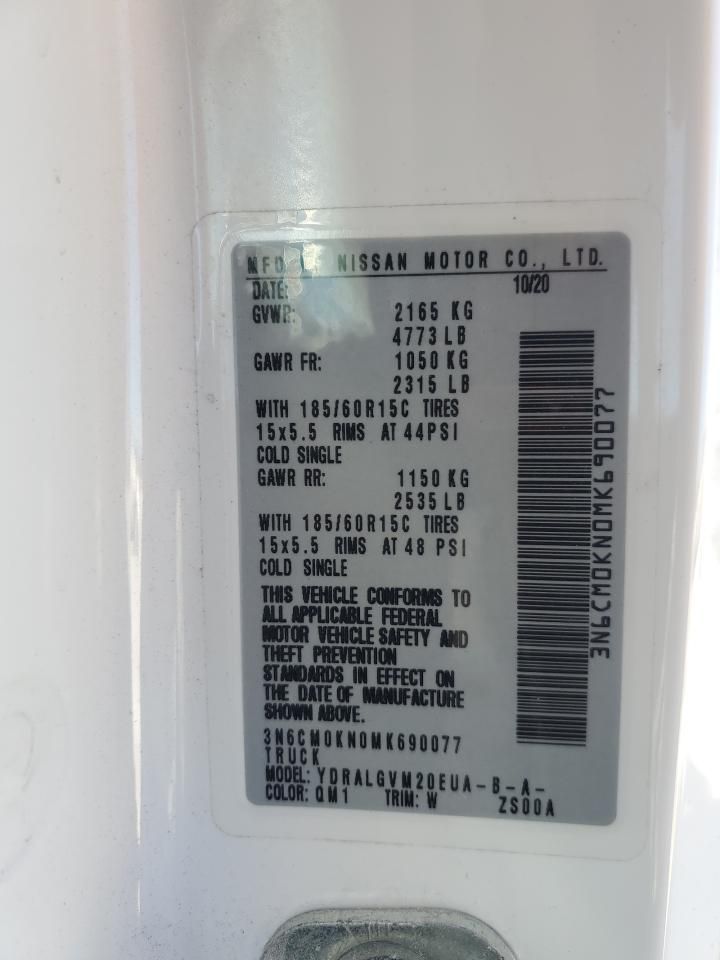 MFD. BY NISSAN MOTOR CO., LTD.
DATE: 10/20
GVWR: 2165 KG
4773 LB
GAWR FR: 1050 KG
2315 LB
WITH 185/60R15C TIRES
15x5.5 RIMS AT 44PSI
COLD SINGLE
GAWR RR: 1150 KG
2535 LB
WITH 185/60R15C TIRES
15x5.5 RIMS AT 48 PSI
COLD SINGLE
THIS VEHICLE CONFORMS TO
ALL APPLICABLE FEDERAL
MOTOR VEHICLE SAFETY AND
THEFT PREVENTION
STANDARDS IN EFFECT ON
THE DATE OF MANUFACTURE
SHOWN ABOVE.
3N6CM0KN0MK690077
TRUCK
MODEL: YDRALGVM20EUA-B-A-
COLOR: QM1 TRIM: W ZS00A
3N6CM0KN0MK690077